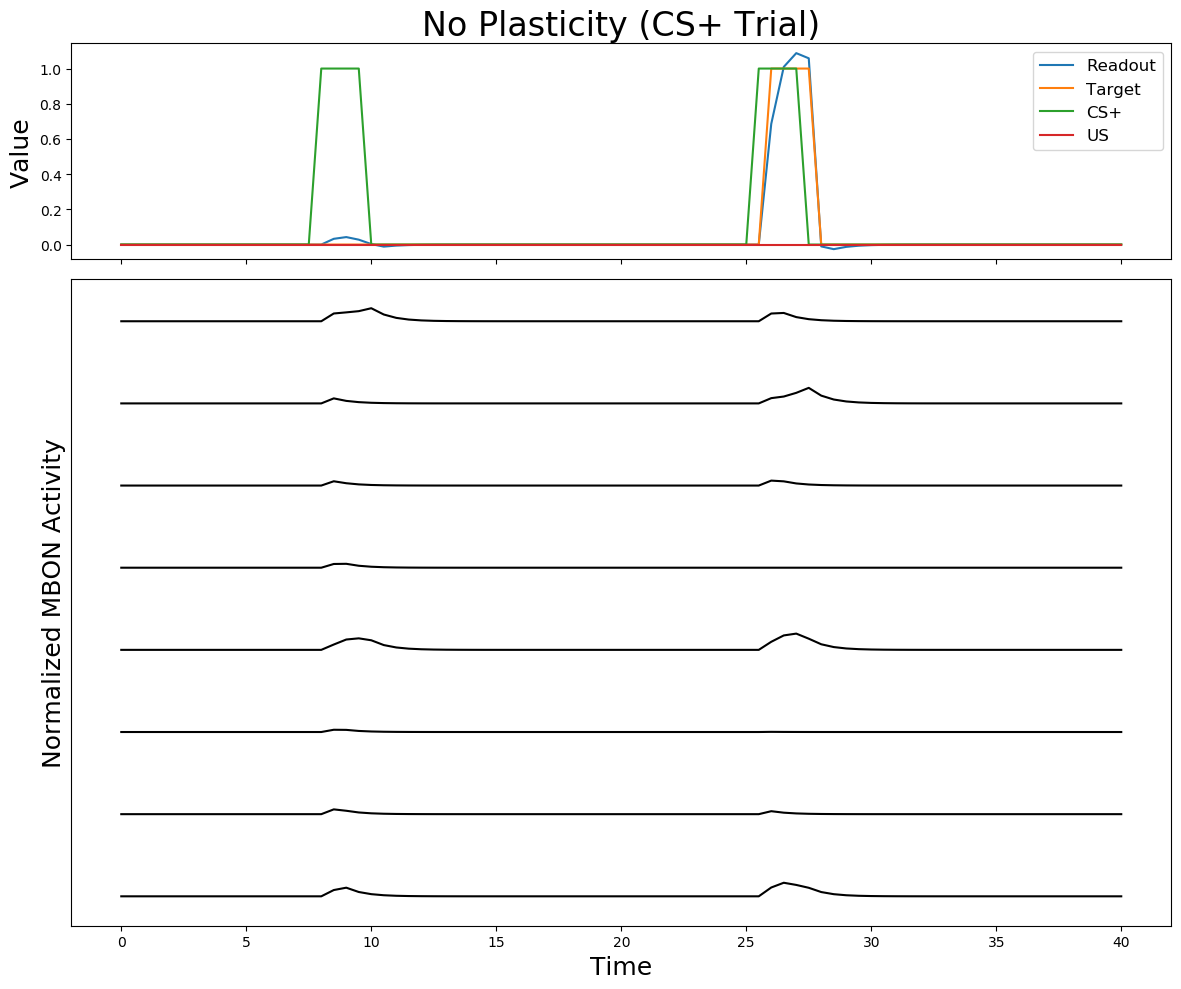 No Plasticity (CS+ Trial)
Value
1.0
0.8
0.6
0.4
0.2
0.0
Readout
Target
CS+
US
Normalized MBON Activity
0 5 10 15 20 25 30 35 40
Time